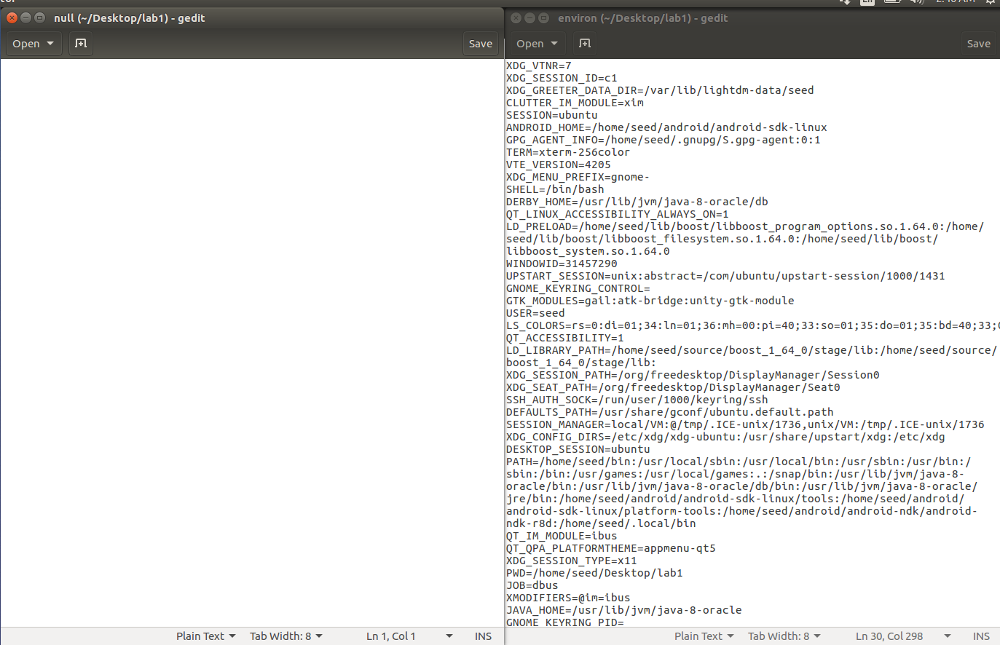 null (~/Desktop/lab1) - gedit
Open
Save
Plain Text
Tab Width: 8
Ln 1, Col 1
INS
En
environ (~/Desktop/lab1) - gedit
Open
Save
XDG_VTNR=7
XDG_SESSION_ID=c1
XDG_GREETER_DATA_DIR=/var/lib/lightdm-data/seed
CLUTTER_IM_MODULE=xim
SESSION=ubuntu
ANDROID_HOME=/home/seed/android/android-sdk-linux
GPG_AGENT_INFO=/home/seed/.gnupg/S.gpg-agent:0:1
TERM=xterm-256color
VTE_VERSION=4205
XDG_MENU_PREFIX=gnome-
SHELL=/bin/bash
DERBY_HOME=/usr/lib/jvm/java-8-oracle/db
QT_LINUX_ACCESSIBILITY_ALWAYS_ON=1
LD_PRELOAD=/home/seed/lib/boost/libboost_program_options.so.1.64.0:/home/
seed/lib/boost/libboost_filesystem.so.1.64.0:/home/seed/lib/boost/
libboost_system.so.1.64.0
WINDOWID=31457290
UPSTART_SESSION=unix:abstract=/com/ubuntu/upstart-session/1000/1431
GNOME_KEYRING_CONTROL=
GTK_MODULES=gail:atk-bridge:unity-gtk-module
USER=seed
LS_COLORS=rs=0:di=01;34:ln=01;36:mh=00:pi=40;33:so=01;35:do=01;35:bd=40;33;
QT_ACCESSIBILITY=1
LD_LIBRARY_PATH=/home/seed/source/boost_1_64_0/stage/lib:/home/seed/source/
boost_1_64_0/stage/lib:
XDG_SESSION_PATH=/org/freedesktop/DisplayManager/Session0
XDG_SEAT_PATH=/org/freedesktop/DisplayManager/Seat0
SSH_AUTH_SOCK=/run/user/1000/keyring/ssh
DEFAULTS_PATH=/usr/share/gconf/ubuntu.default.path
SESSION_MANAGER=local/VM:@/tmp/.ICE-unix/1736,unix/VM:/tmp/.ICE-unix/1736
XDG_CONFIG_DIRS=/etc/xdg/xdg-ubuntu:/usr/share/upstart/xdg:/etc/xdg
DESKTOP_SESSION=ubuntu
PATH=/home/seed/bin:/usr/local/sbin:/usr/local/bin:/usr/sbin:/usr/bin:/
sbin:/bin:/usr/games:/usr/local/games:.:/snap/bin:/usr/lib/jvm/java-8-
oracle/bin:/usr/lib/jvm/java-8-oracle/db/bin:/usr/lib/jvm/java-8-oracle/
jre/bin:/home/seed/android/android-sdk-linux/tools:/home/seed/android/
android-sdk-linux/platform-tools:/home/seed/android/android-ndk/android-
ndk-r8d:/home/seed/.local/bin
QT_IM_MODULE=ibus
QT_QPA_PLATFORMTHEME=appmenu-qt5
XDG_SESSION_TYPE=x11
PWD=/home/seed/Desktop/lab1
JOB=dbus
XMODIFIERS=@im=ibus
JAVA_HOME=/usr/lib/jvm/java-8-oracle
GNOME_KEYRING_PID=
Plain Text
Tab Width: 8
Ln 30, Col 298
INS